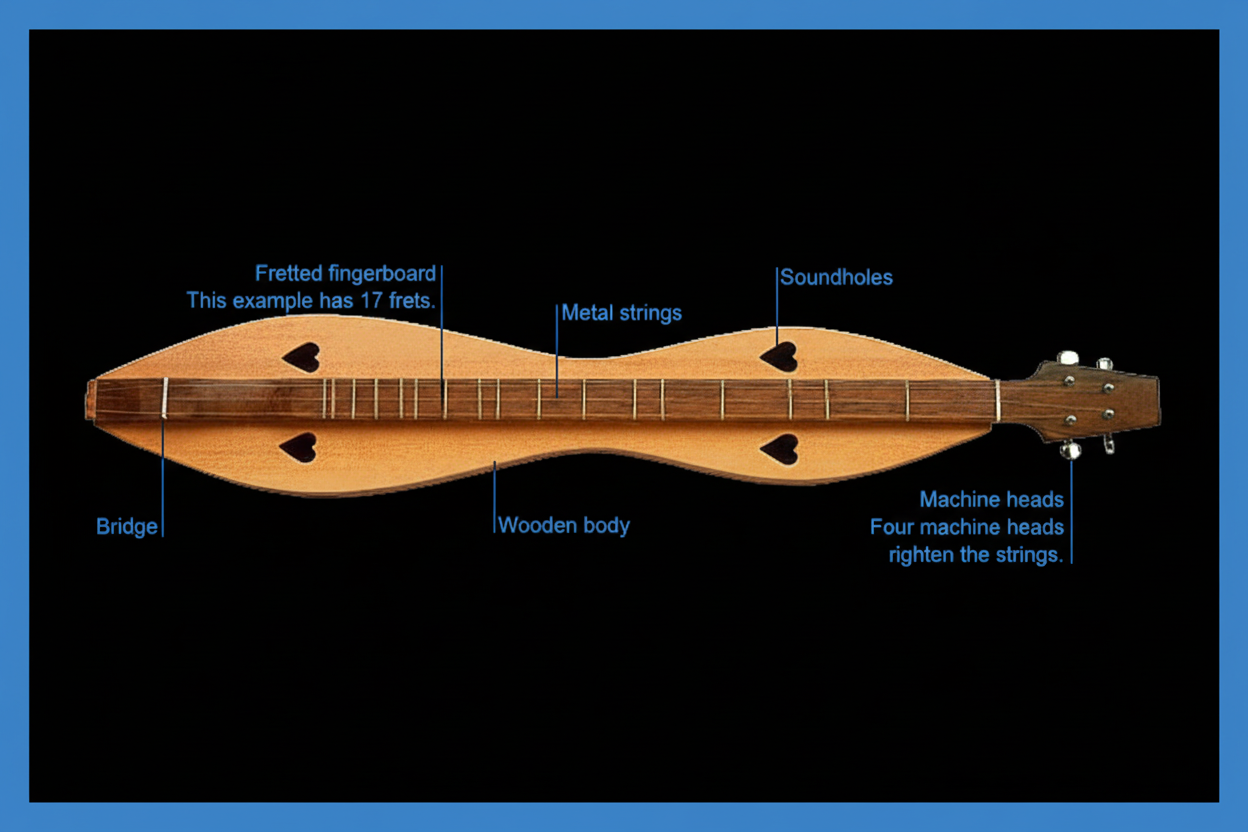 Fretted fingerboard
This example has 17 frets.
Metal strings
Soundholes
Bridge
Wooden body
Machine heads
Four machine heads
righten the strings.